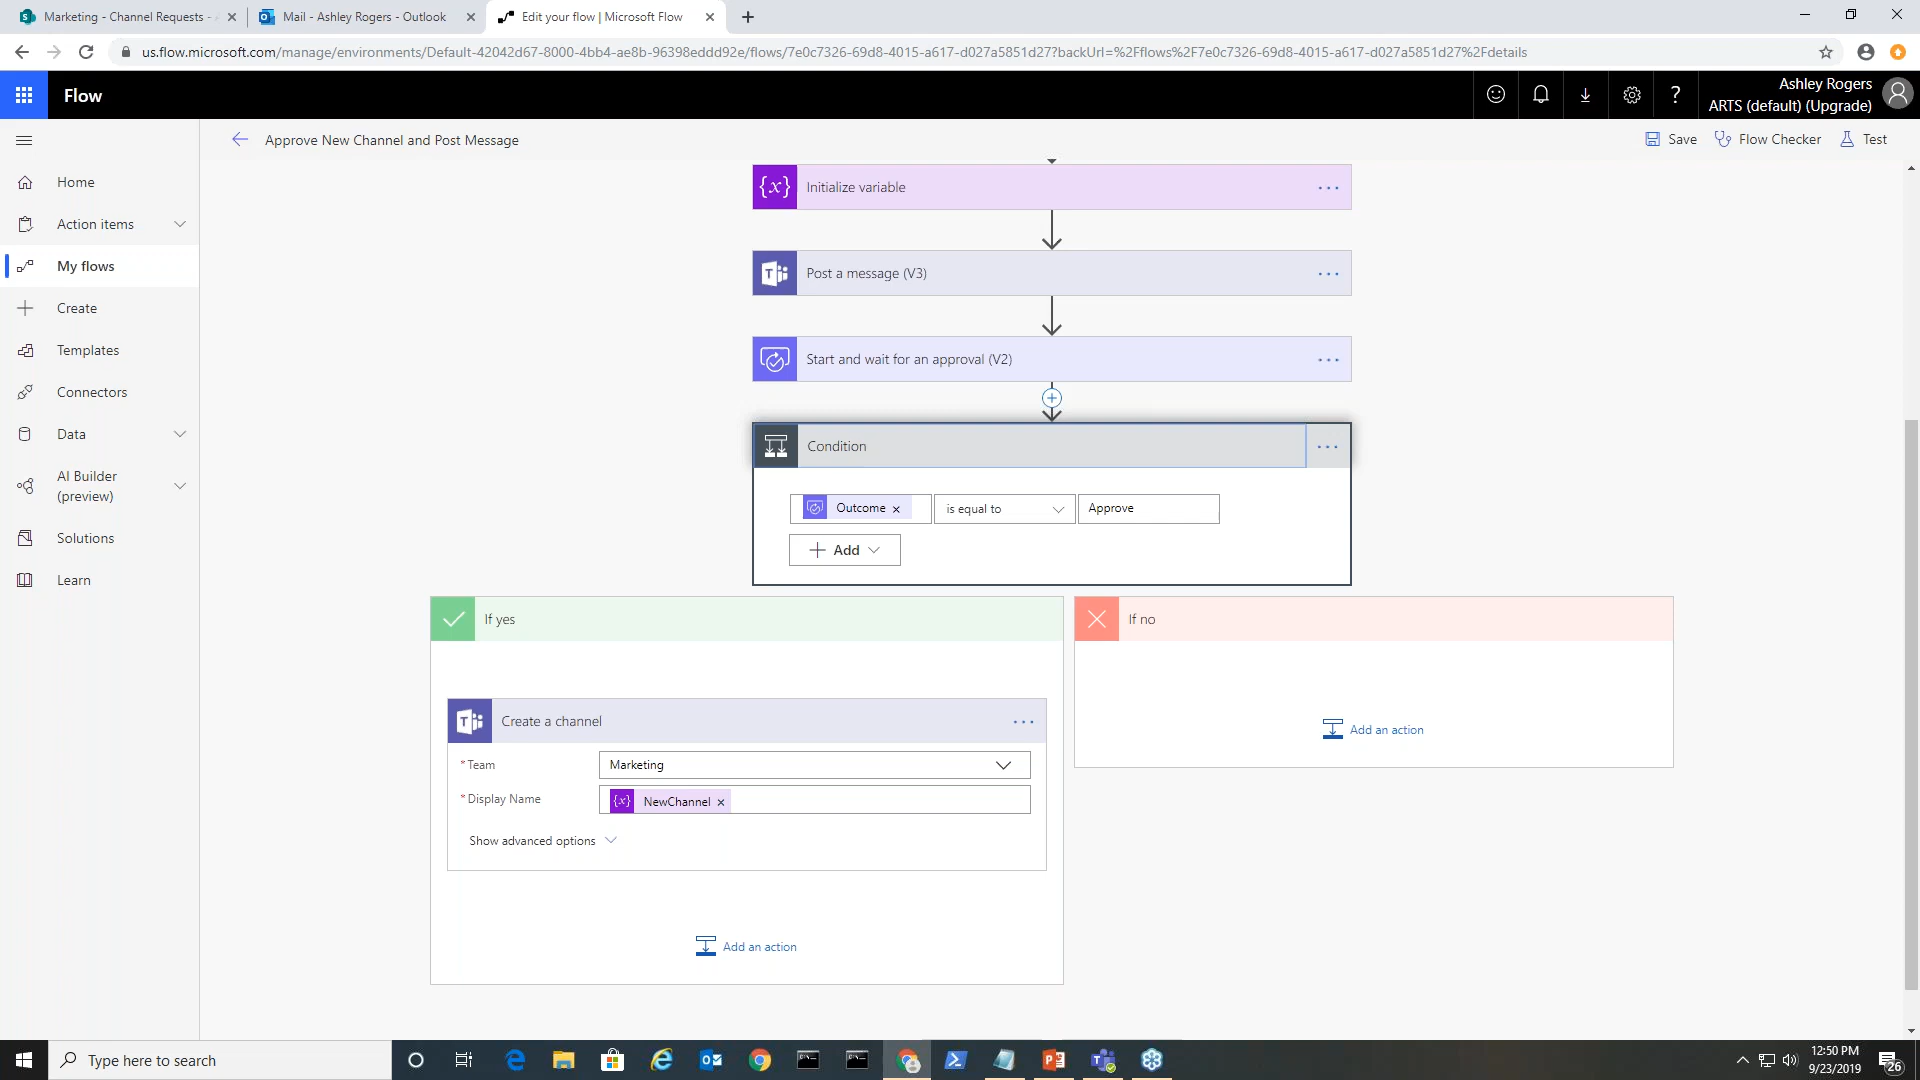 Marketing - Channel Requests -
Mail - Ashley Rogers - Outlook
Edit your flow | Microsoft Flow
us.flow.microsoft.com/manage/environments/Default-42042d67-8000-4bb4-ae8b-96398eddd92e/flows/7e0c7326-69d8-4015-a617-d027a5851d27?backUrl=%2Fflows%2F7e0c7326-69d8-4015-a617-d027a5851d27%2Fdetails
Flow
Ashley Rogers
ARTS (default) (Upgrade)
Approve New Channel and Post Message
Save
Flow Checker
Test
Home
Action items
My flows
Create
Templates
Connectors
Data
AI Builder
(preview)
Solutions
Learn
{x} Initialize variable
Post a message (V3)
Start and wait for an approval (V2)
Condition
Outcome
is equal to
Approve
Add
If yes
Create a channel
*Team
Marketing
*Display Name
{x} NewChannel
Show advanced options
Add an action
If no
Add an action
Type here to search
12:50 PM
9/23/2019
26